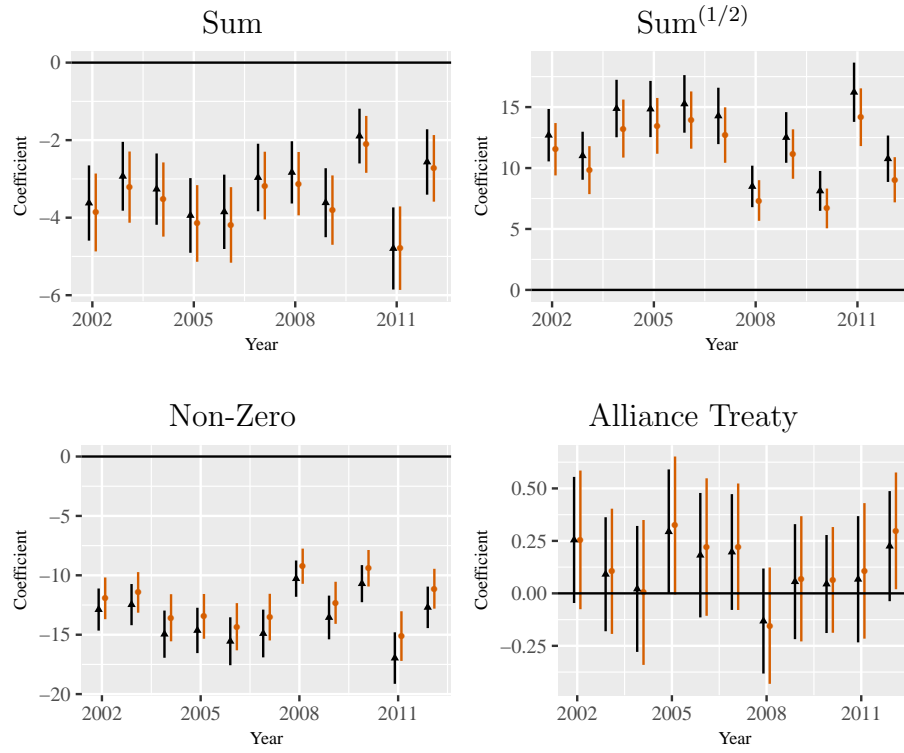 Sum
0
−2
−4
−6
Coefficient
2002 2005 2008 2011
Year
Sum^(1/2)
15
10
5
0
Coefficient
2002 2005 2008 2011
Year
Non-Zero
0
−5
−10
−15
−20
Coefficient
2002 2005 2008 2011
Year
Alliance Treaty
0.50
0.25
0.00
−0.25
Coefficient
2002 2005 2008 2011
Year